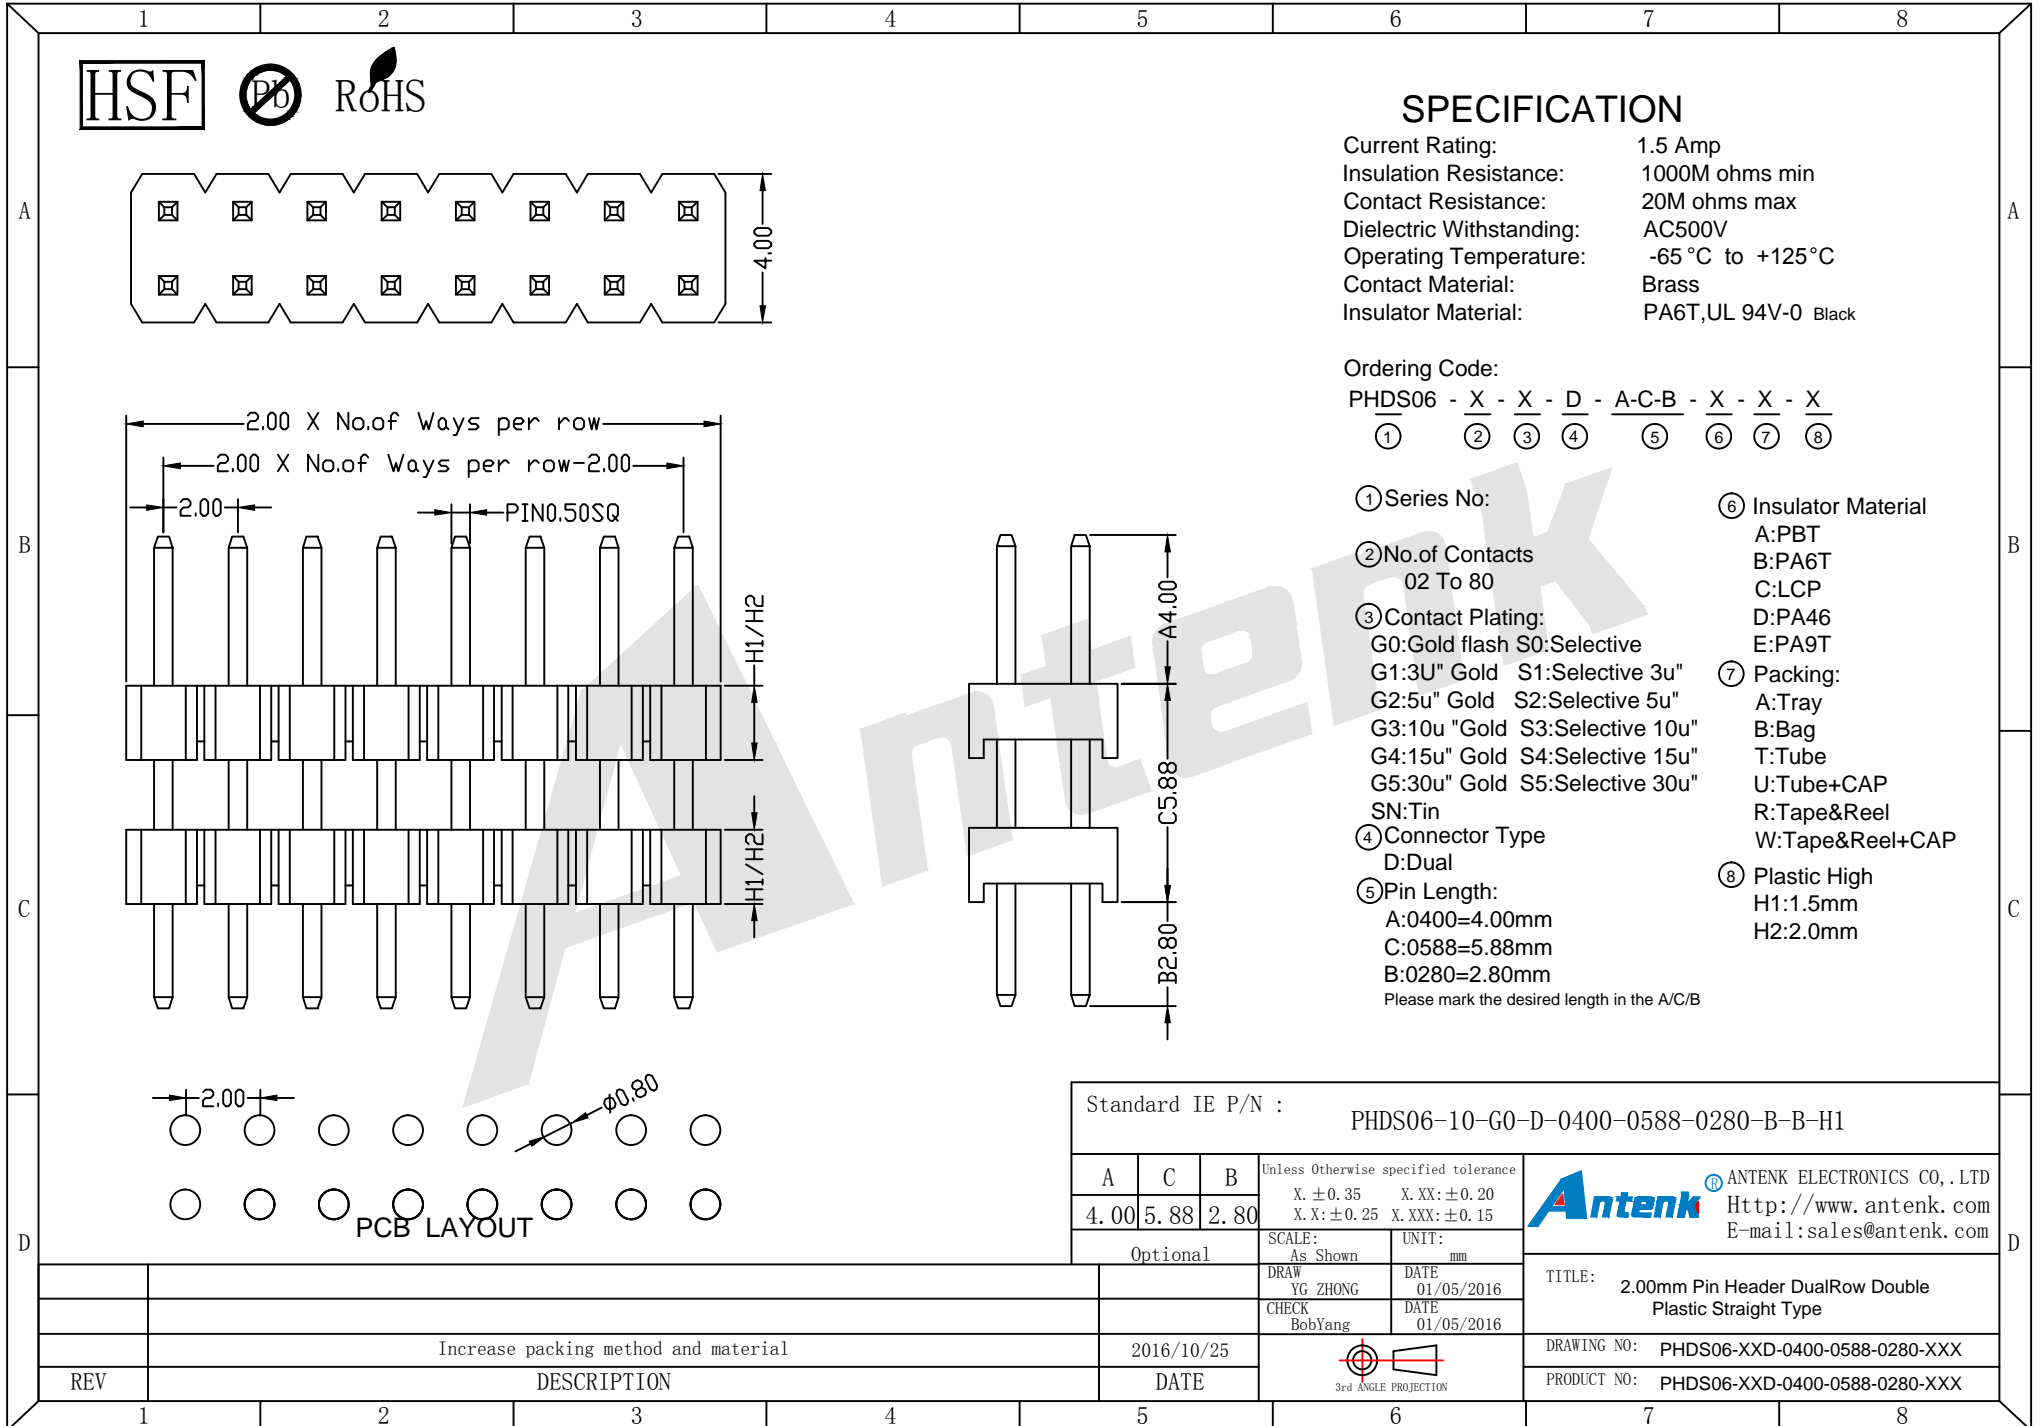 1 2 3 4 5 6 7 8
HSF Pb RoHS
A
A
4.00
SPECIFICATION
Current Rating: 1.5 Amp
Insulation Resistance: 1000M ohms min
Contact Resistance: 20M ohms max
Dielectric Withstanding: AC500V
Operating Temperature: -65 °C to +125°C
Contact Material: Brass
Insulator Material: PA6T,UL 94V-0 Black
Ordering Code:
PHDS06 - X - X - D - A-C-B - X - X - X
① ② ③ ④ ⑤ ⑥ ⑦ ⑧
2.00 X No.of Ways per row
2.00 X No.of Ways per row-2.00
2.00
PIN0.50SQ
H1/H2
H1/H2
A4.00
C5.88
B2.80
Antenk
B
B
①Series No:
②No.of Contacts
02 To 80
③Contact Plating:
G0:Gold flash S0:Selective
G1:3U" Gold S1:Selective 3u"
G2:5u" Gold S2:Selective 5u"
G3:10u "Gold S3:Selective 10u"
G4:15u" Gold S4:Selective 15u"
G5:30u" Gold S5:Selective 30u"
SN:Tin
④Connector Type
D:Dual
⑤Pin Length:
A:0400=4.00mm
C:0588=5.88mm
B:0280=2.80mm
Please mark the desired length in the A/C/B
⑥ Insulator Material
A:PBT
B:PA6T
C:LCP
D:PA46
E:PA9T
⑦ Packing:
A:Tray
B:Bag
T:Tube
U:Tube+CAP
R:Tape&Reel
W:Tape&Reel+CAP
⑧ Plastic High
H1:1.5mm
H2:2.0mm
C
C
2.00
ø0.80
PCB LAYOUT
D
D
Standard IE P/N :
PHDS06-10-G0-D-0400-0588-0280-B-B-H1
A C B
4.00 5.88 2.80
Optional
Unless Otherwise specified tolerance
X. ±0.35 X.XX:±0.20
X.X:±0.25 X.XXX:±0.15
SCALE: As Shown
UNIT: mm
DRAW YG ZHONG
DATE 01/05/2016
CHECK BobYang
DATE 01/05/2016
3rd ANGLE PROJECTION
Antenk ® ANTENK ELECTRONICS CO,.LTD
Http://www.antenk.com
E-mail:sales@antenk.com
TITLE: 2.00mm Pin Header DualRow Double
Plastic Straight Type
DRAWING NO: PHDS06-XXD-0400-0588-0280-XXX
PRODUCT NO: PHDS06-XXD-0400-0588-0280-XXX
Increase packing method and material 2016/10/25
REV DESCRIPTION DATE
1 2 3 4 5 6 7 8